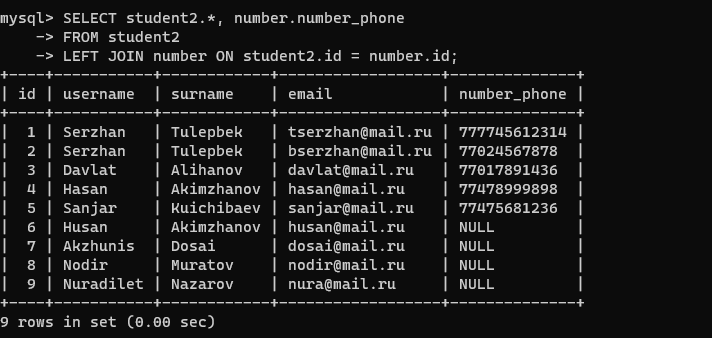 mysql> SELECT student2.*, number.number_phone
    -> FROM student2
    -> LEFT JOIN number ON student2.id = number.id;
+----+-----------+------------+------------------+--------------+
| id | username  | surname    | email            | number_phone |
+----+-----------+------------+------------------+--------------+
|  1 | Serzhan   | Tulepbek   | tserzhan@mail.ru | 777745612314 |
|  2 | Serzhan   | Tulepbek   | bserzhan@mail.ru | 77024567878  |
|  3 | Davlat    | Alihanov   | davlat@mail.ru   | 77017891436  |
|  4 | Hasan     | Akimzhanov | hasan@mail.ru    | 77478999898  |
|  5 | Sanjar    | Kuichibaev | sanjar@mail.ru   | 77475681236  |
|  6 | Husan     | Akimzhanov | husan@mail.ru    | NULL         |
|  7 | Akzhunis  | Dosai      | dosai@mail.ru    | NULL         |
|  8 | Nodir     | Muratov    | nodir@mail.ru    | NULL         |
|  9 | Nuradilet | Nazarov    | nura@mail.ru     | NULL         |
+----+-----------+------------+------------------+--------------+
9 rows in set (0.00 sec)